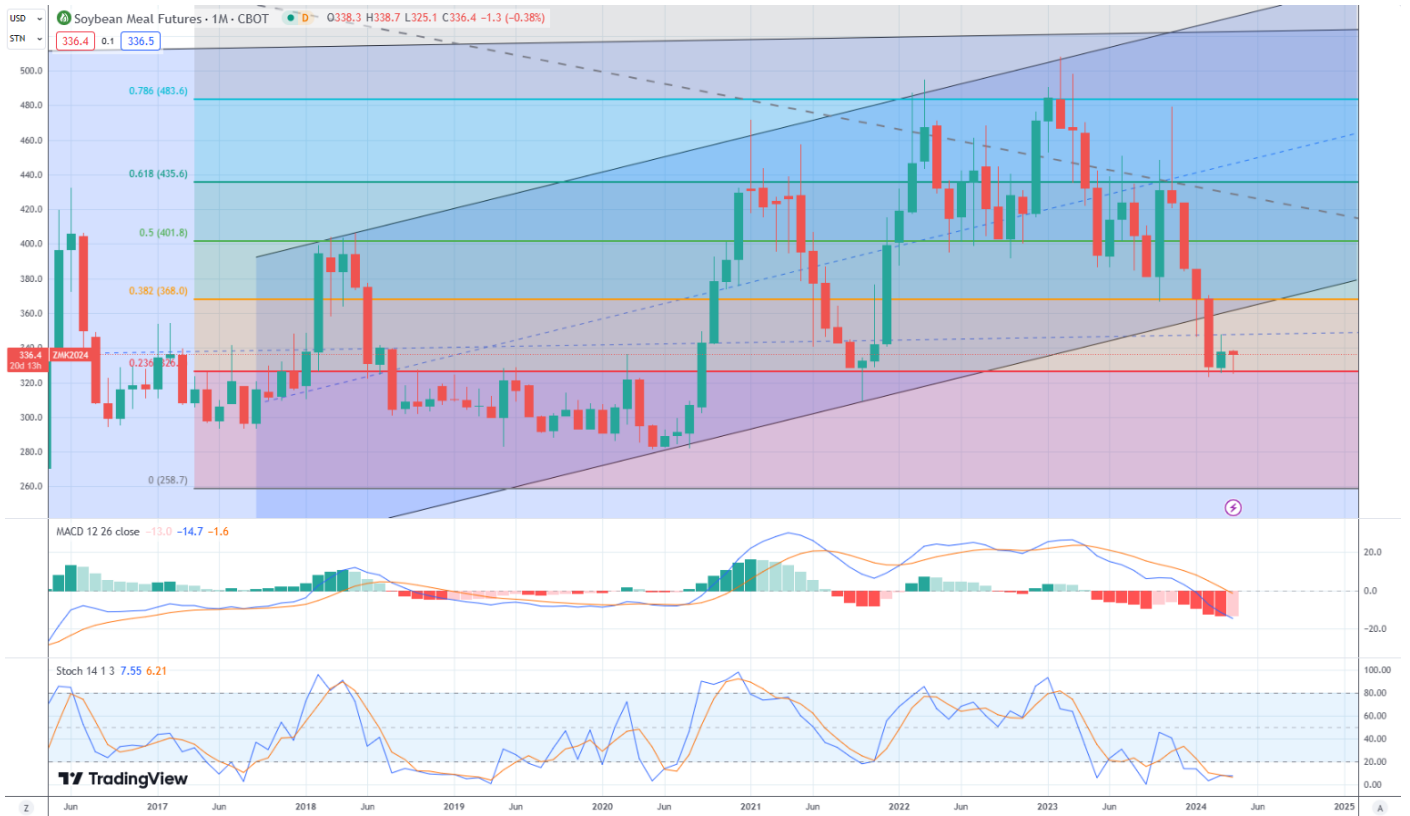 USD
Soybean Meal Futures · 1M · CBOT D O338.3 H338.7 L325.1 C336.4 −1.3 (−0.38%)
STN
336.4 0.1 336.5
500.0
480.0
0.786 (483.6)
460.0
440.0
0.618 (435.6)
420.0
400.0
0.5 (401.8)
380.0
0.382 (368.0)
360.0
336.4 ZMK2024
20d 13h
320.0
300.0
280.0
260.0
0 (258.7)
MACD 12 26 close −13.0 −14.7 −1.6
20.0
0.0
−20.0
Stoch 14 1 3 7.55 6.21
100.00
80.00
60.00
40.00
20.00
0.00
TradingView
Z Jun 2017 Jun 2018 Jun 2019 Jun 2020 Jun 2021 Jun 2022 Jun 2023 Jun 2024 Jun 2025 A